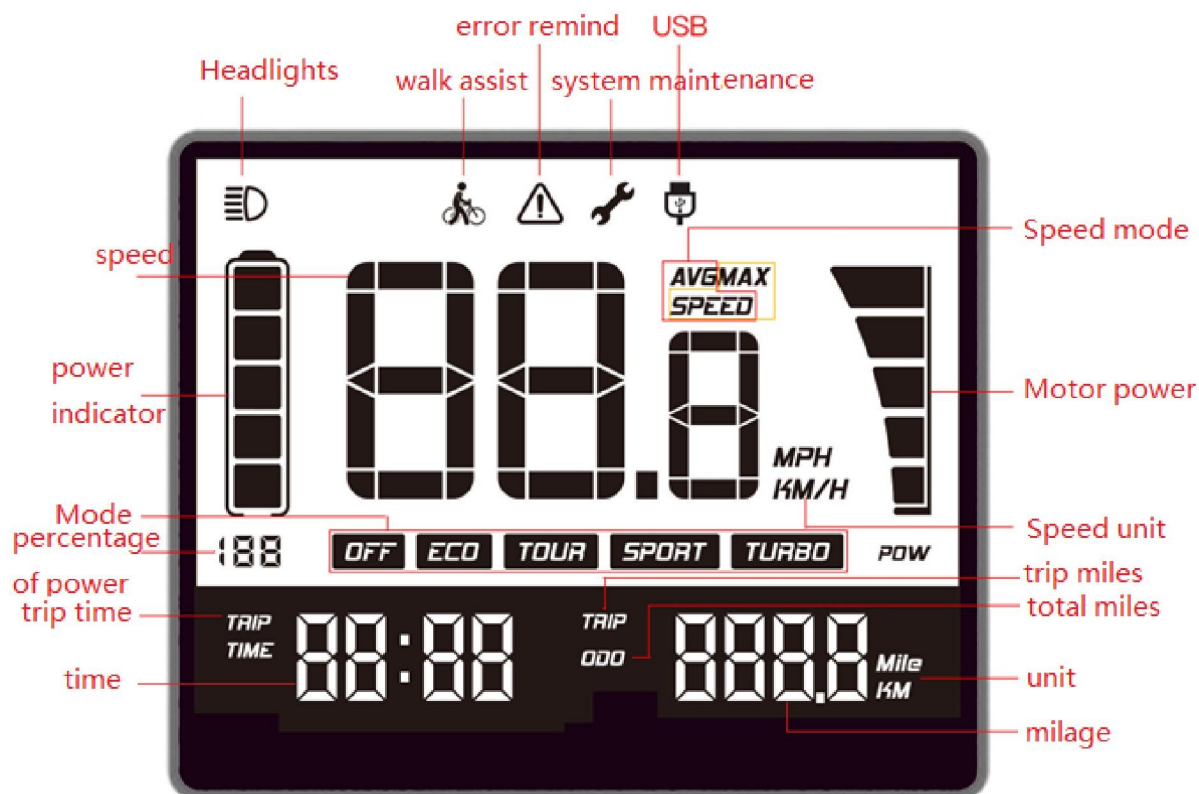 error remind
USB
Headlights
walk assist
system maintenance
Speed mode
speed
AVGMAX
SPEED
power
indicator
Motor power
MPH
KM/H
88.8
Mode
percentage
of power
188
OFF
ECO
TOUR
SPORT
TURBO
POW
Speed unit
trip miles
total miles
trip time
TRIP
TIME
88:88
TRIP
ODO
888.8
Mile
KM
time
unit
milage